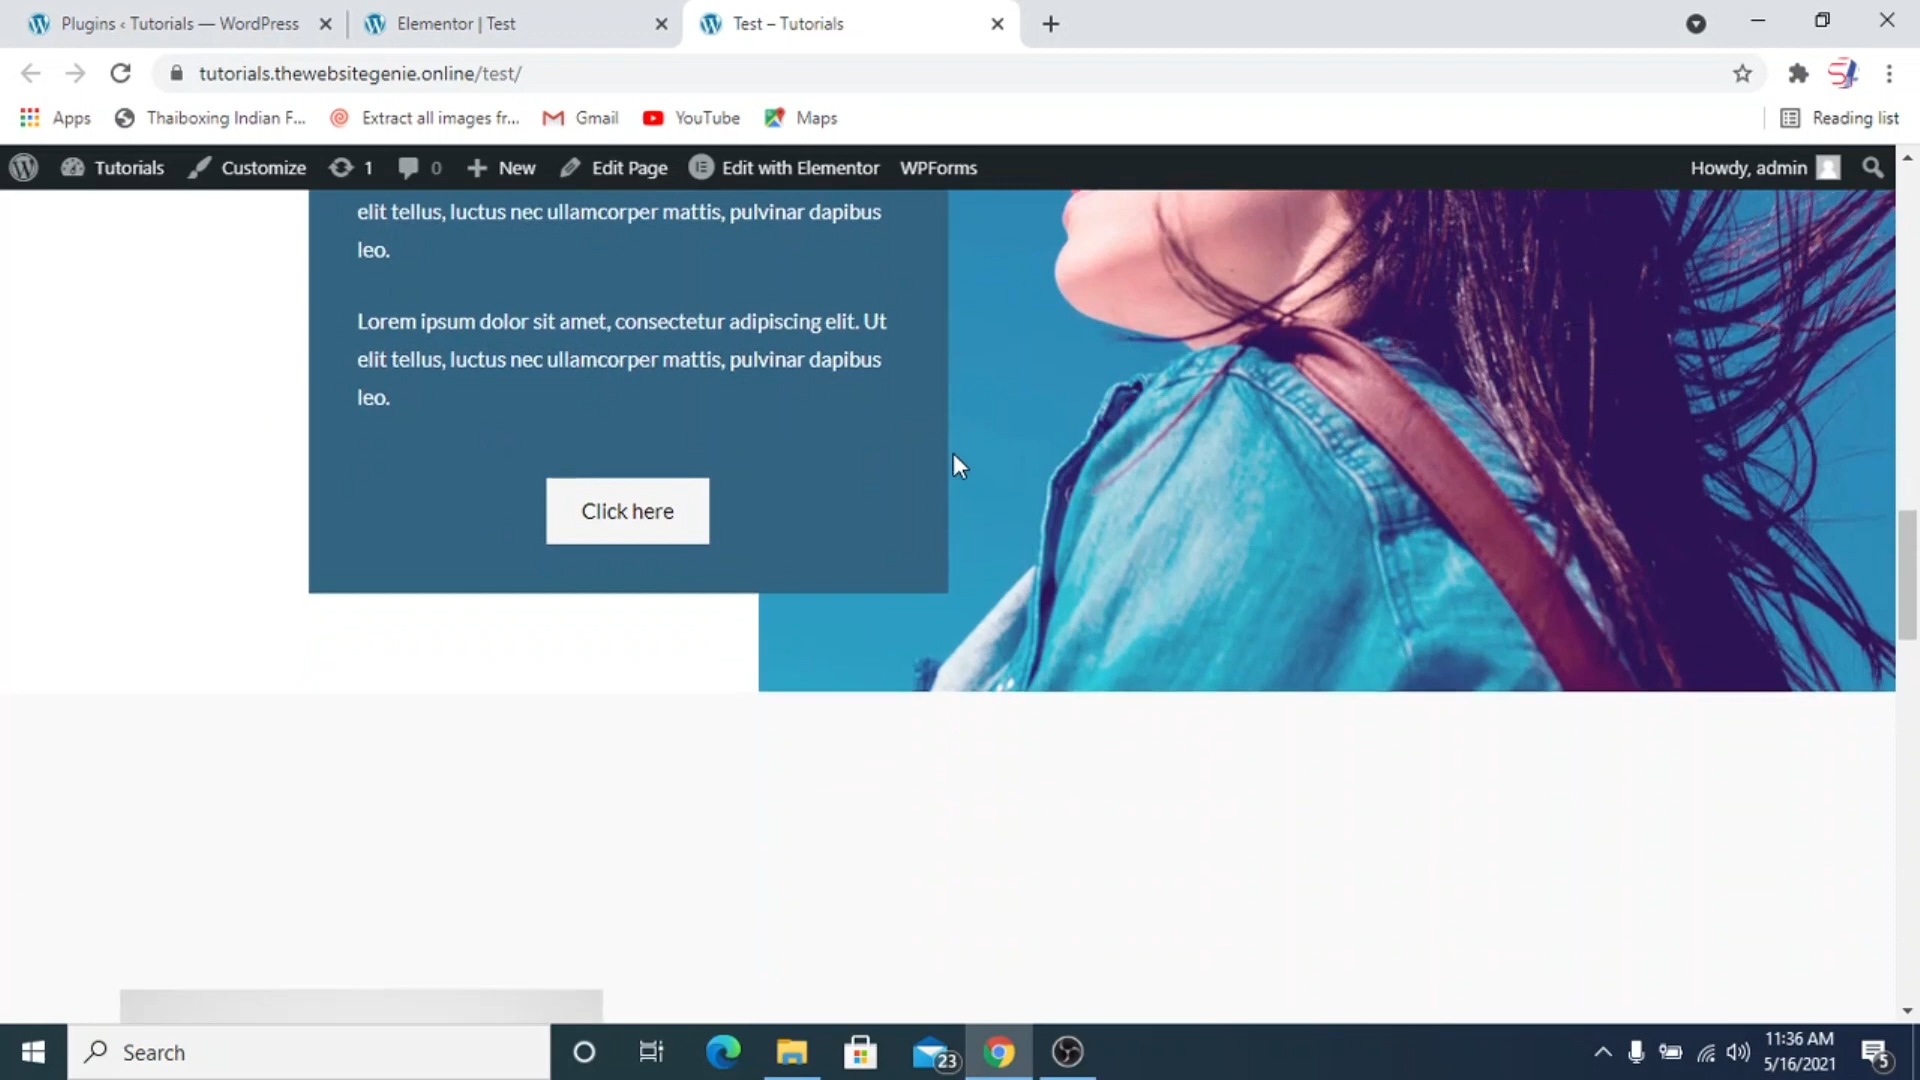 Plugins ‹ Tutorials — WordPress
Elementor | Test
Test – Tutorials
tutorials.thewebsitegenie.online/test/
Apps
Thaiboxing Indian F...
Extract all images fr...
Gmail
YouTube
Maps
Reading list
Tutorials
Customize
1
0
New
Edit Page
Edit with Elementor
WPForms
Howdy, admin
elit tellus, luctus nec ullamcorper mattis, pulvinar dapibus
leo.
Lorem ipsum dolor sit amet, consectetur adipiscing elit. Ut
elit tellus, luctus nec ullamcorper mattis, pulvinar dapibus
leo.
Click here
Search
23
11:36 AM
5/16/2021
5